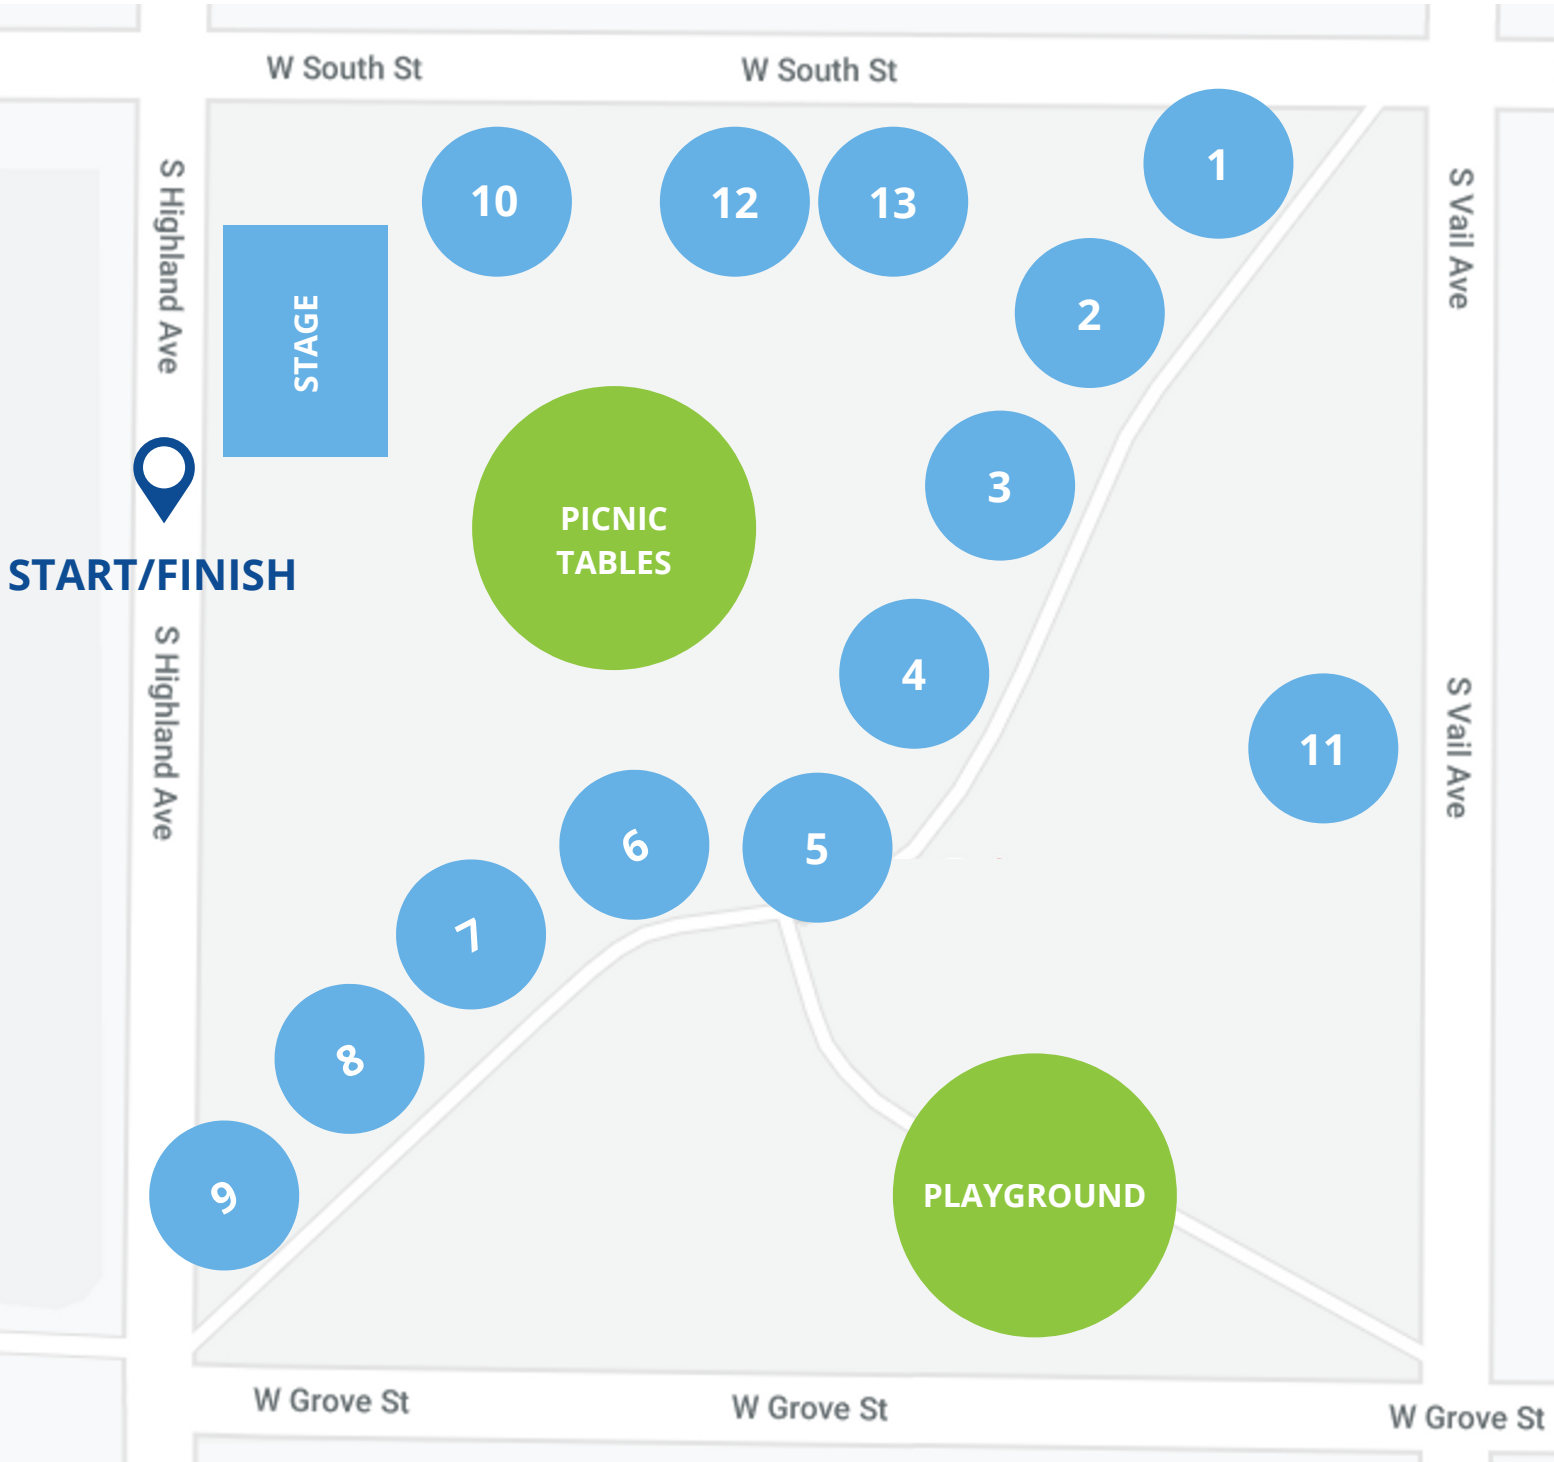 W South St
W South St
S Highland Ave
S Vail Ave
1
10
12
13
2
STAGE
3
PICNIC
TABLES
START/FINISH
4
S Highland Ave
S Vail Ave
11
6
5
7
8
9
PLAYGROUND
W Grove St
W Grove St
W Grove St